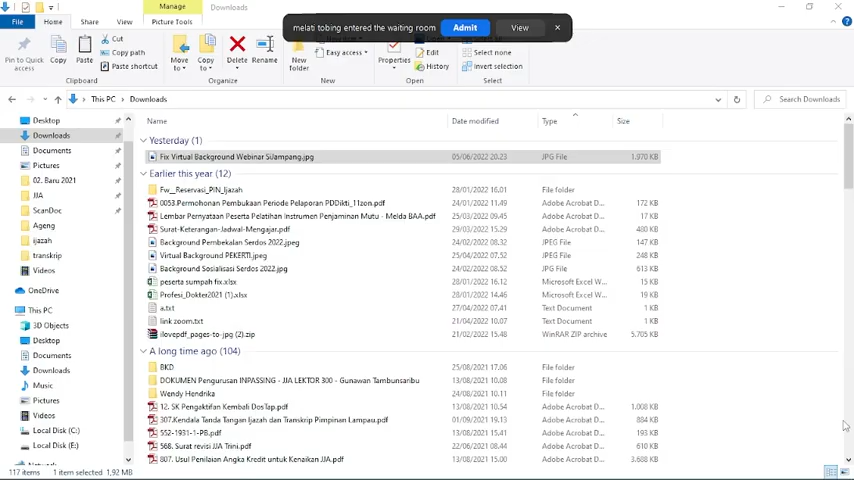 Manage
Downloads
File
Home
Share
View
Picture Tools
melati tobing entered the waiting room
Admit
View
Pin to Quick access
Copy
Paste
Cut
Copy path
Paste shortcut
Clipboard
Move to
Copy to
Delete
Rename
Organize
New folder
Easy access
New
Properties
Edit
History
Open
Select none
Invert selection
Select
This PC
Downloads
Search Downloads
Name
Date modified
Type
Size
Desktop
Downloads
Documents
Pictures
02. Baru 2021
JJA
ScanDoc
Ageng
ijazah
transkrip
Videos
OneDrive
This PC
3D Objects
Desktop
Documents
Downloads
Music
Pictures
Videos
Local Disk (C:)
Local Disk (E:)
Network
Yesterday (1)
Fix Virtual Background Webinar SiJampang.jpg 05/06/2022 20.23 JPG File 1.970 KB
Earlier this year (12)
Fw__Reservasi_PIN_Ijazah 28/01/2022 16.01 File folder
0053.Permohonan Pembukaan Periode Pelaporan PDDikti_11zon.pdf 24/01/2022 11.49 Adobe Acrobat D... 172 KB
Lembar Pernyataan Peserta Pelatihan Instrumen Penjaminan Mutu - Melda BAA.pdf 25/03/2022 09.45 Adobe Acrobat D... 17 KB
Surat-Keterangan-Jadwal-Mengajar.pdf 29/03/2022 15.29 Adobe Acrobat D... 480 KB
Background Pembekalan Serdos 2022.jpeg 24/02/2022 08.32 JPEG File 147 KB
Virtual Background PEKERTI.jpeg 25/04/2022 07.52 JPEG File 248 KB
Background Sosialisasi Serdos 2022.jpg 24/02/2022 08.52 JPG File 613 KB
peserta sumpah fix.xlsx 28/01/2022 16.12 Microsoft Excel W... 15 KB
Profesi_Dokter2021 (1).xlsx 28/01/2022 14.46 Microsoft Excel W... 19 KB
a.txt 27/04/2022 07.41 Text Document 1 KB
link zoom.txt 21/04/2022 10.07 Text Document 1 KB
ilovepdf_pages-to-jpg (2).zip 21/02/2022 15.48 WinRAR ZIP archive 5.705 KB
A long time ago (104)
BKD 25/08/2021 17.06 File folder
DOKUMEN Pengurusan INPASSING - JJA LEKTOR 300 - Gunawan Tambunsaribu 13/08/2021 10.08 File folder
Wendy Hendrika 24/08/2021 10.11 File folder
12. SK Pengaktifan Kembali DosTap.pdf 13/08/2021 10.54 Adobe Acrobat D... 1.008 KB
307.Kendala Tanda Tangan Ijazah dan Transkrip Pimpinan Lampau.pdf 01/09/2021 19.13 Adobe Acrobat D... 884 KB
552-1931-1-PB.pdf 13/08/2021 15.41 Adobe Acrobat D... 193 KB
568. Surat revisi JJA Trini.pdf 22/06/2021 08.44 Adobe Acrobat D... 610 KB
807. Usul Penilaian Angka Kredit untuk Kenaikan JJA.pdf 13/08/2021 15.00 Adobe Acrobat D... 3.688 KB
117 items
1 item selected 1,92 MB